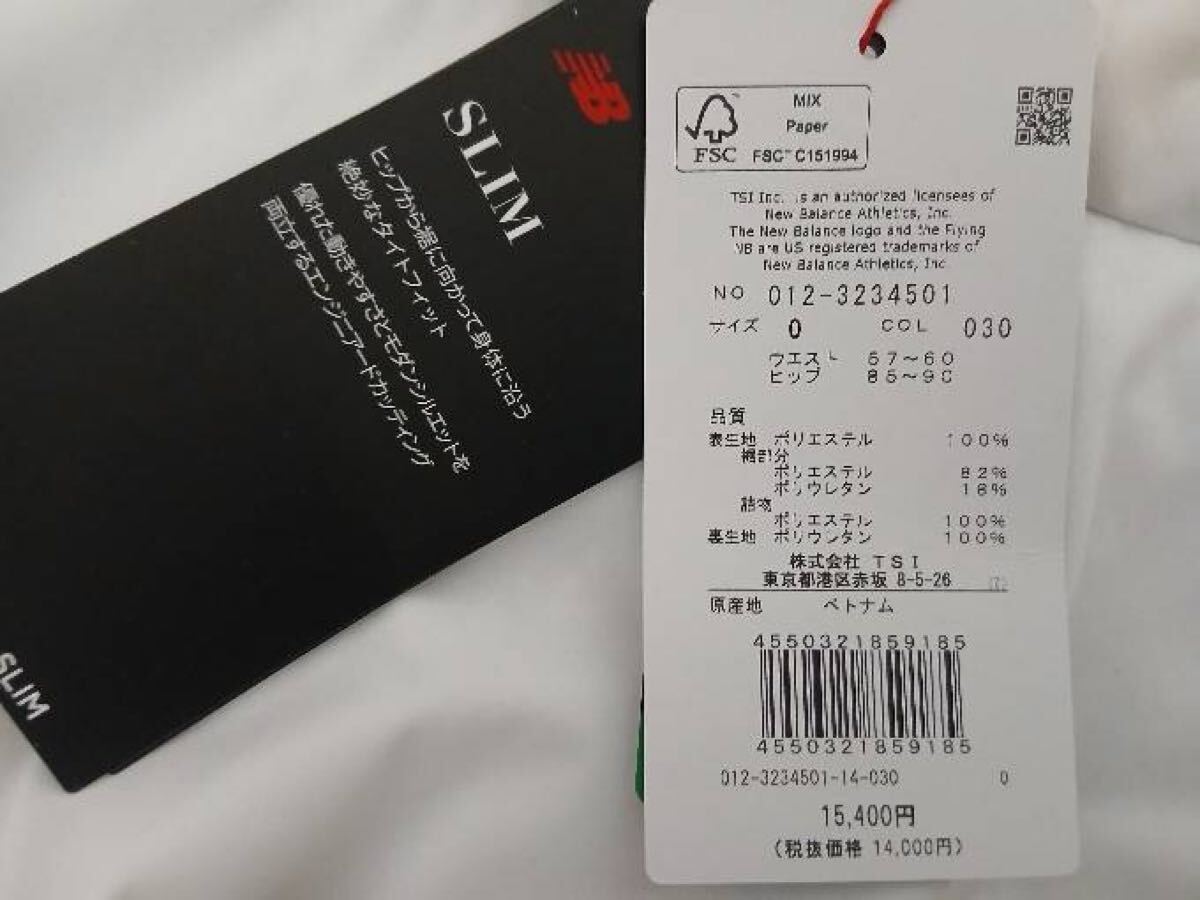 NB
SLIM
ヒップから裾に向かって身体に沿う
絶妙なタイトフィット
優れた動きやすさとモダンシルエットを
両立するエンジニアードカッティング
SLIM
FSC
MIX
Paper
FSC™ C151994
TSI Inc. is an authorized licensees of
New Balance Athletics, Inc.
The New Balance logo and the Flying
NB are US registered trademarks of
New Balance Athletics, Inc
NO 012-3234501
サイズ 0 COL 030
ウエスト 57～60
ヒップ 85～90
品質
表生地 ポリエステル 100%
裾部分
ポリエステル 82%
ポリウレタン 18%
詰物
ポリエステル 100%
裏生地 ポリウレタン 100%
株式会社 TSI
東京都港区赤坂 8-5-26
原産地 ベトナム
4550321859185
4550321859185
012-3234501-14-030 0
15,400円
(税抜価格 14,000円)